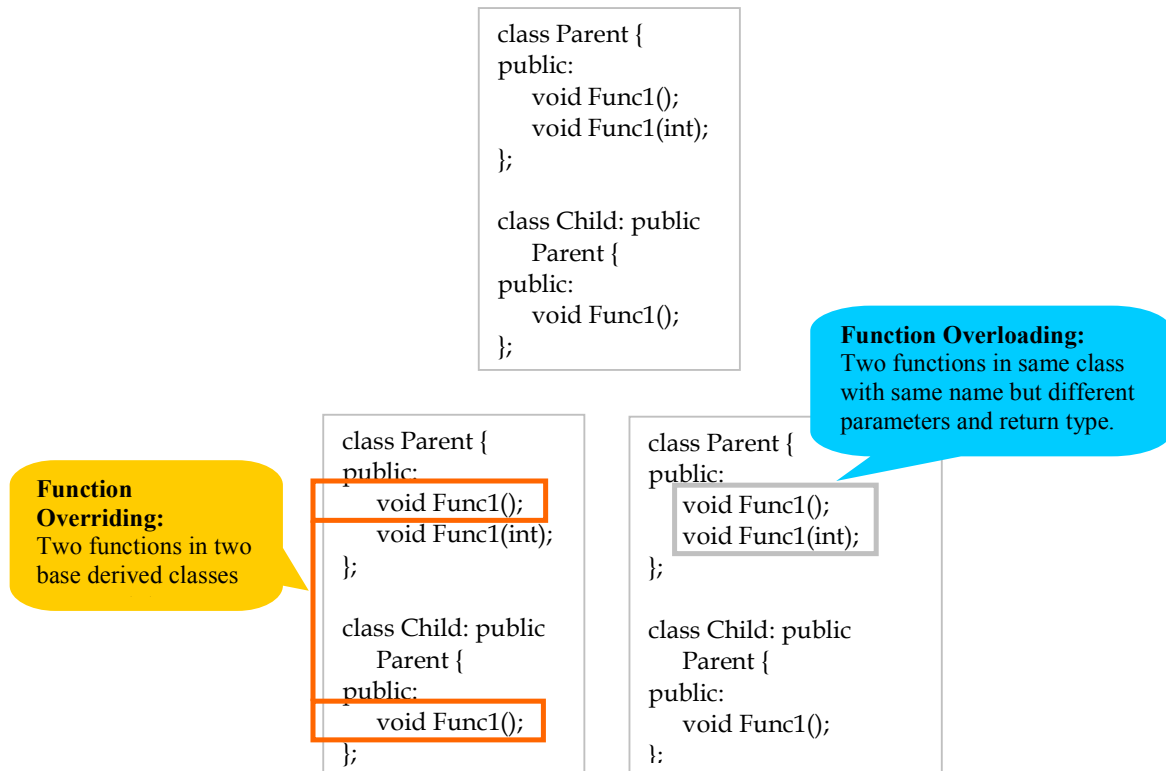 class Parent {
public:
void Func1();
void Func1(int);
};
class Child: public
Parent {
public:
void Func1();
};
Function Overloading:
Two functions in same class
with same name but different
parameters and return type.
Function
Overriding:
Two functions in two
base derived classes
class Parent {
public:
void Func1();
void Func1(int);
};
class Child: public
Parent {
public:
void Func1();
};
class Parent {
public:
void Func1();
void Func1(int);
};
class Child: public
Parent {
public:
void Func1();
};